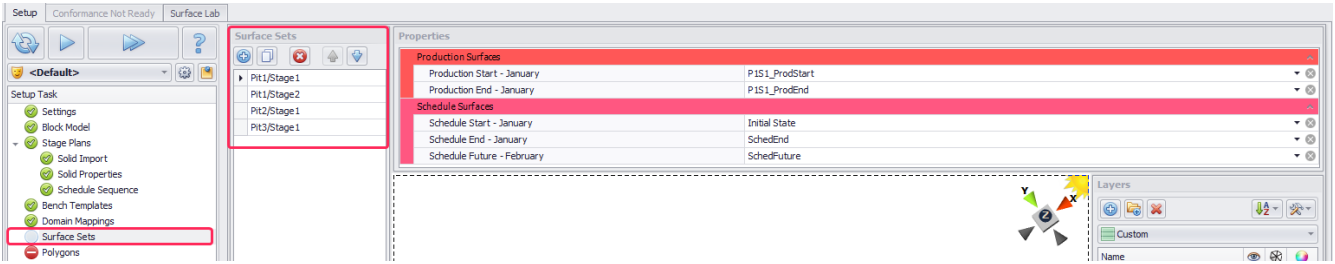 Setup
Conformance Not Ready
Surface Lab
<Default>
Setup Task
Settings
Block Model
Stage Plans
Solid Import
Solid Properties
Schedule Sequence
Bench Templates
Domain Mappings
Surface Sets
Polygons
Surface Sets
Pit1/Stage1
Pit1/Stage2
Pit2/Stage1
Pit3/Stage1
Properties
Production Surfaces
Production Start - January P1S1_ProdStart
Production End - January P1S1_ProdEnd
Schedule Surfaces
Schedule Start - January Initial State
Schedule End - January SchedEnd
Schedule Future - February SchedFuture
Y
X
Z
Layers
A
Z
Custom
Name